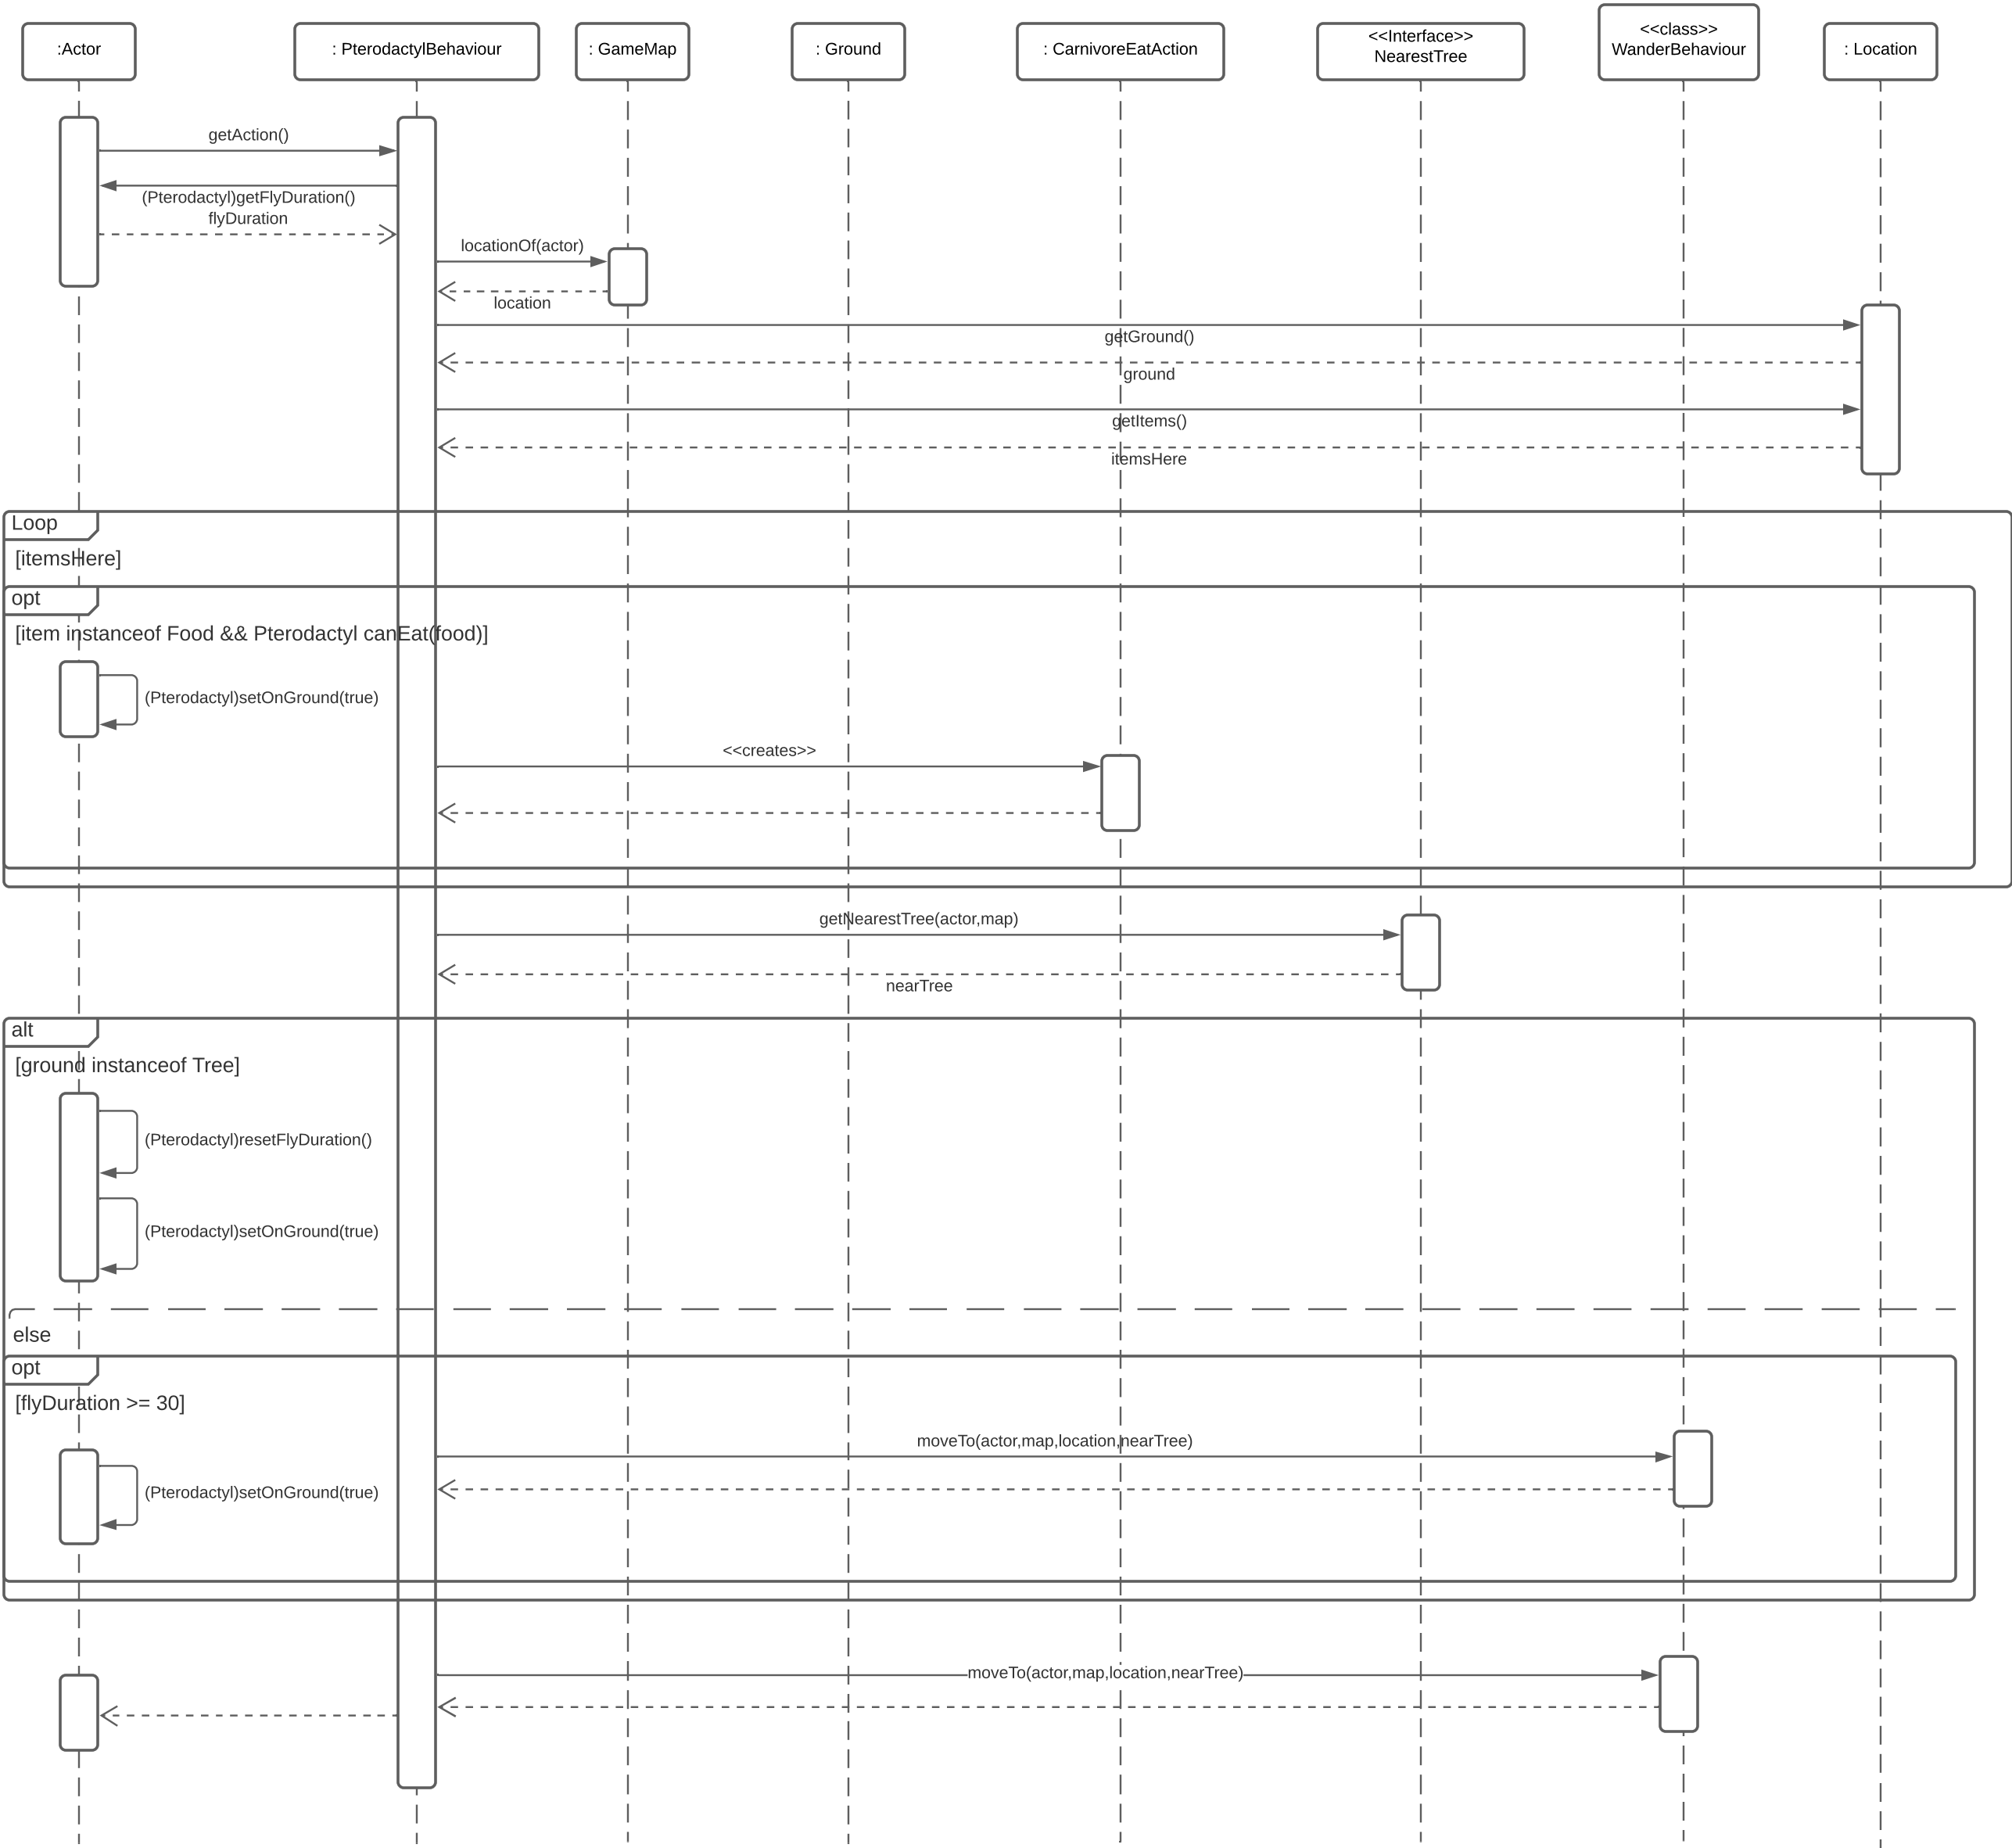 :Actor
: PterodactylBehaviour
: GameMap
: Ground
: CarnivoreEatAction
<<Interface>>
NearestTree
<<class>>
WanderBehaviour
: Location
getAction()
(Pterodactyl)getFlyDuration()
flyDuration
locationOf(actor)
location
getGround()
ground
getItems()
itemsHere
Loop
[itemsHere]
opt
[item instanceof Food && Pterodactyl canEat(food)]
(Pterodactyl)setOnGround(true)
<<creates>>
getNearestTree(actor,map)
nearTree
alt
[ground instanceof Tree]
(Pterodactyl)resetFlyDuration()
(Pterodactyl)setOnGround(true)
else
opt
[flyDuration >= 30]
moveTo(actor,map,location,nearTree)
(Pterodactyl)setOnGround(true)
moveTo(actor,map,location,nearTree)